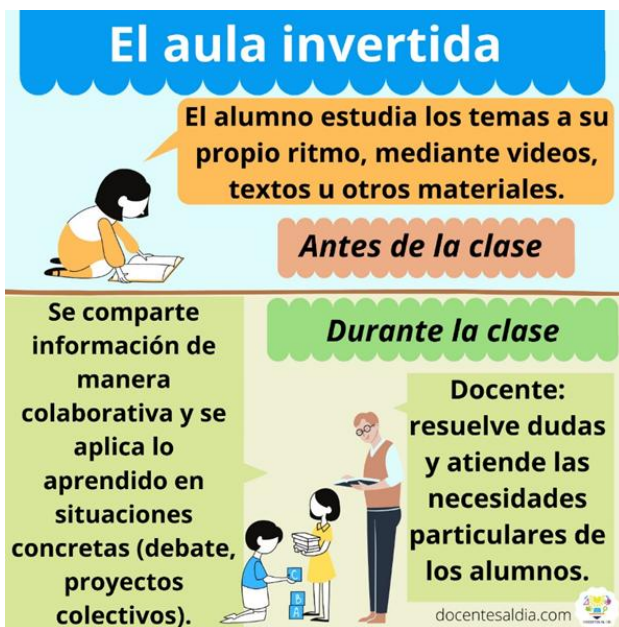 El aula invertida
El alumno estudia los temas a su
propio ritmo, mediante videos,
textos u otros materiales.
Antes de la clase
Durante la clase
Se comparte
información de
manera
colaborativa y se
aplica lo
aprendido en
situaciones
concretas (debate,
proyectos
colectivos).
Docente:
resuelve dudas
y atiende las
necesidades
particulares de
los alumnos.
C
B
A
docentesaldia.com